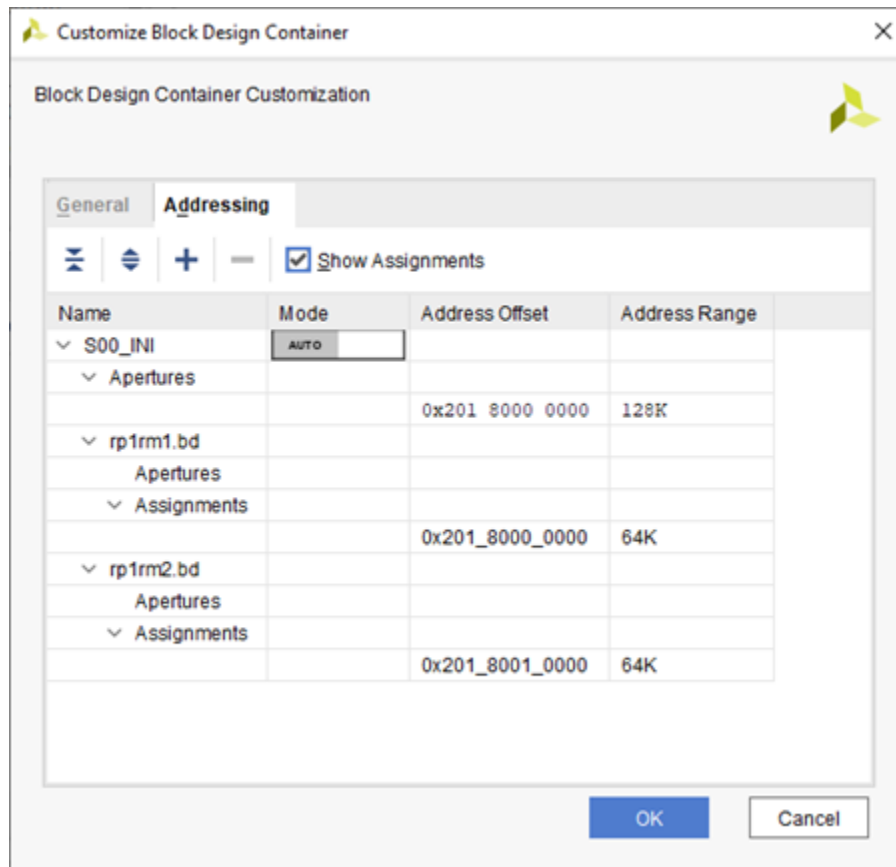 Customize Block Design Container
Block Design Container Customization
General Addressing
Show Assignments
Name Mode Address Offset Address Range
S00_INI AUTO
Apertures
0x201 8000 0000 128K
rp1rm1.bd
Apertures
Assignments
0x201_8000_0000 64K
rp1rm2.bd
Apertures
Assignments
0x201_8001_0000 64K
OK Cancel